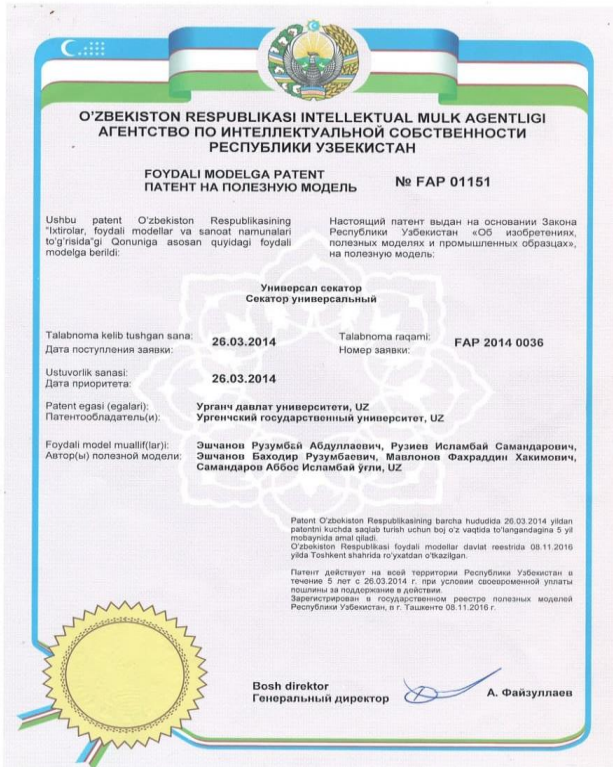 O'ZBEKISTON RESPUBLIKASI INTELLEKTUAL MULK AGENTLIGI
АГЕНТСТВО ПО ИНТЕЛЛЕКТУАЛЬНОЙ СОБСТВЕННОСТИ
РЕСПУБЛИКИ УЗБЕКИСТАН
FOYDALI MODELGA PATENT
ПАТЕНТ НА ПОЛЕЗНУЮ МОДЕЛЬ
№ FAP 01151
Ushbu patent O'zbekiston Respublikasining
"Ixtirolar, foydali modellar va sanoat namunalari
to'g'risida"gi Qonuniga asosan quyidagi foydali
modelga berildi:
Настоящий патент выдан на основании Закона
Республики Узбекистан «Об изобретениях,
полезных моделях и промышленных образцах»,
на полезную модель:
Универсал секатор
Секатор универсальный
Talabnoma kelib tushgan sana:
Дата поступления заявки:
26.03.2014
Talabnoma raqami:
Номер заявки:
FAP 2014 0036
Ustuvorlik sanasi:
Дата приоритета:
26.03.2014
Patent egasi (egalari):
Патентообладатель(и):
Урганч давлат университети, UZ
Ургенчский государственный университет, UZ
Foydali model muallif(lar)i:
Автор(ы) полезной модели:
Эшчанов Рузумбай Абдуллаевич, Рузиев Исламбай Самандарович,
Эшчанов Баходир Рузумбаевич, Мавлонов Фахраддин Хакимович,
Самандаров Аббос Исламбай ўғли, UZ
Patent O'zbekiston Respublikasining barcha hududida 26.03.2014 yildan
patentni kuchda saqlab turish uchun boj o'z vaqtida to'langandagina 5 yil
mobaynida amal qiladi.
O'zbekiston Respublikasi foydali modellar davlat reestrida 08.11.2016
yilda Toshkent shahrida ro'yxatdan o'tkazilgan.
Патент действует на всей территории Республики Узбекистан в
течение 5 лет с 26.03.2014 г. при условии своевременной уплаты
пошлины за поддержание в действии.
Зарегистрирован в государственном реестре полезных моделей
Республики Узбекистан, в г. Ташкенте 08.11.2016 г.
Bosh direktor
Генеральный директор
А. Файзуллаев